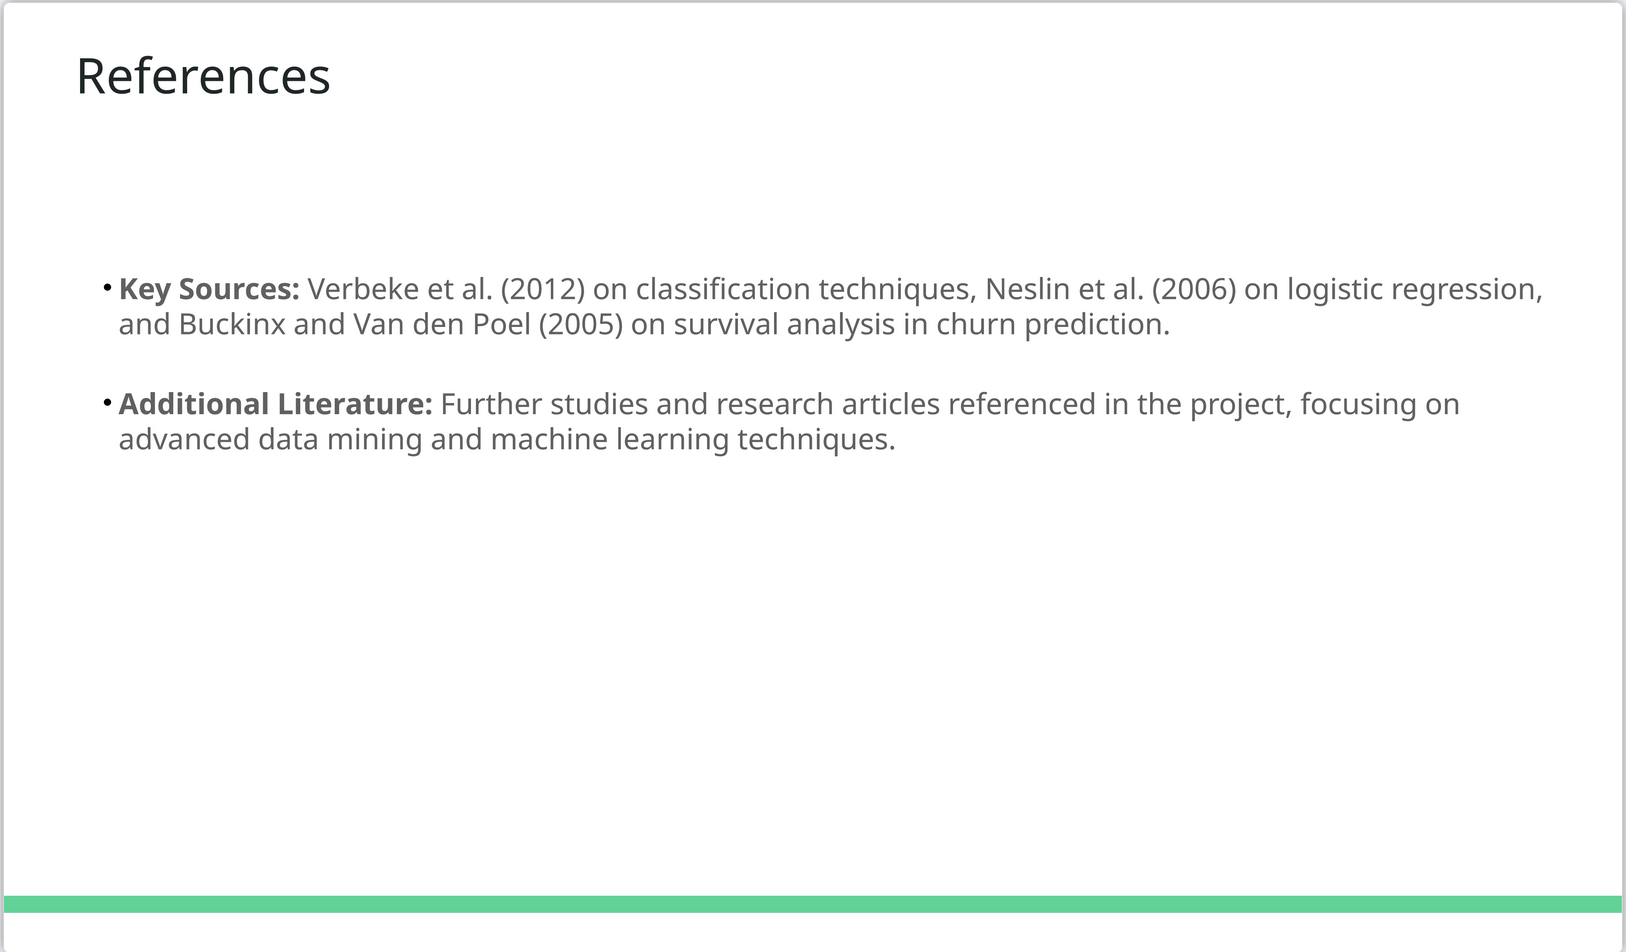 References
• Key Sources: Verbeke et al. (2012) on classification techniques, Neslin et al. (2006) on logistic regression,
and Buckinx and Van den Poel (2005) on survival analysis in churn prediction.
• Additional Literature: Further studies and research articles referenced in the project, focusing on
advanced data mining and machine learning techniques.